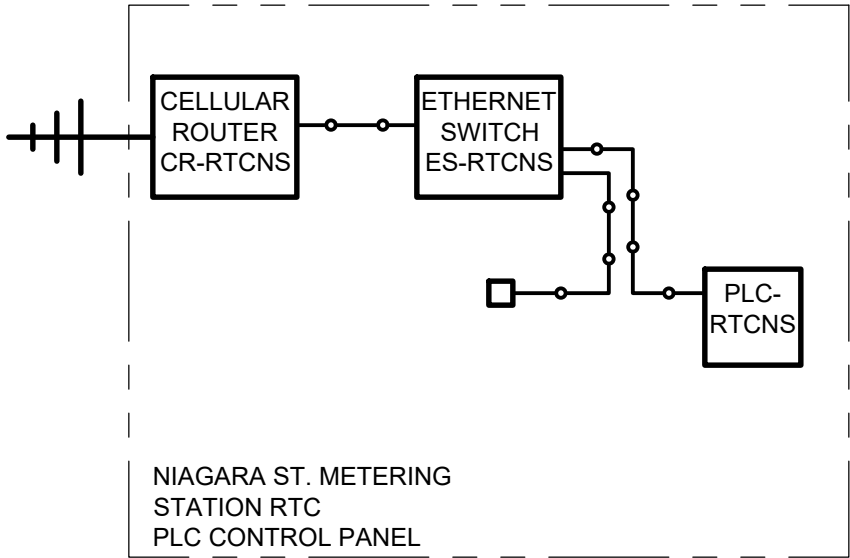 CELLULAR
ROUTER
CR-RTCNS
ETHERNET
SWITCH
ES-RTCNS
PLC-
RTCNS
NIAGARA ST. METERING
STATION RTC
PLC CONTROL PANEL